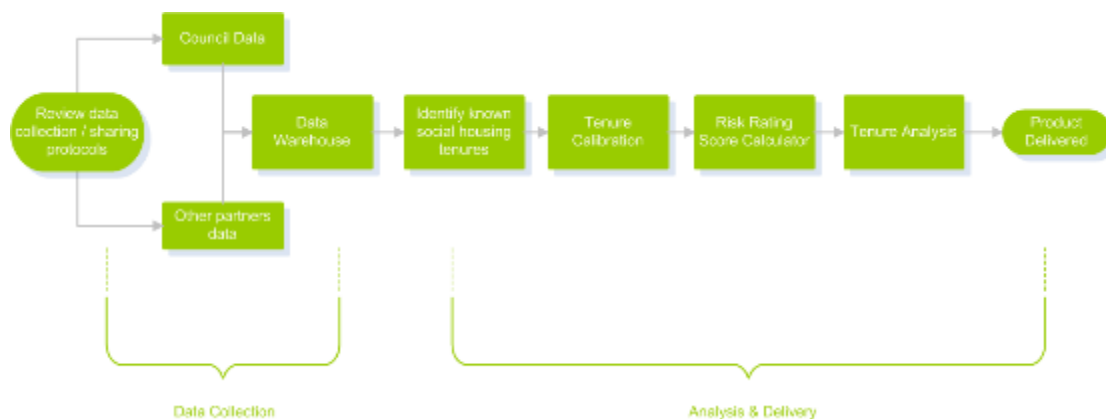 Council Data
Review data
collection / sharing
protocols
Other partners
data
Data
Warehouse
Identify known
social housing
tenures
Tenure
Calibration
Risk Rating
Score Calculator
Tenure Analysis
Product
Delivered
Data Collection
Analysis & Delivery